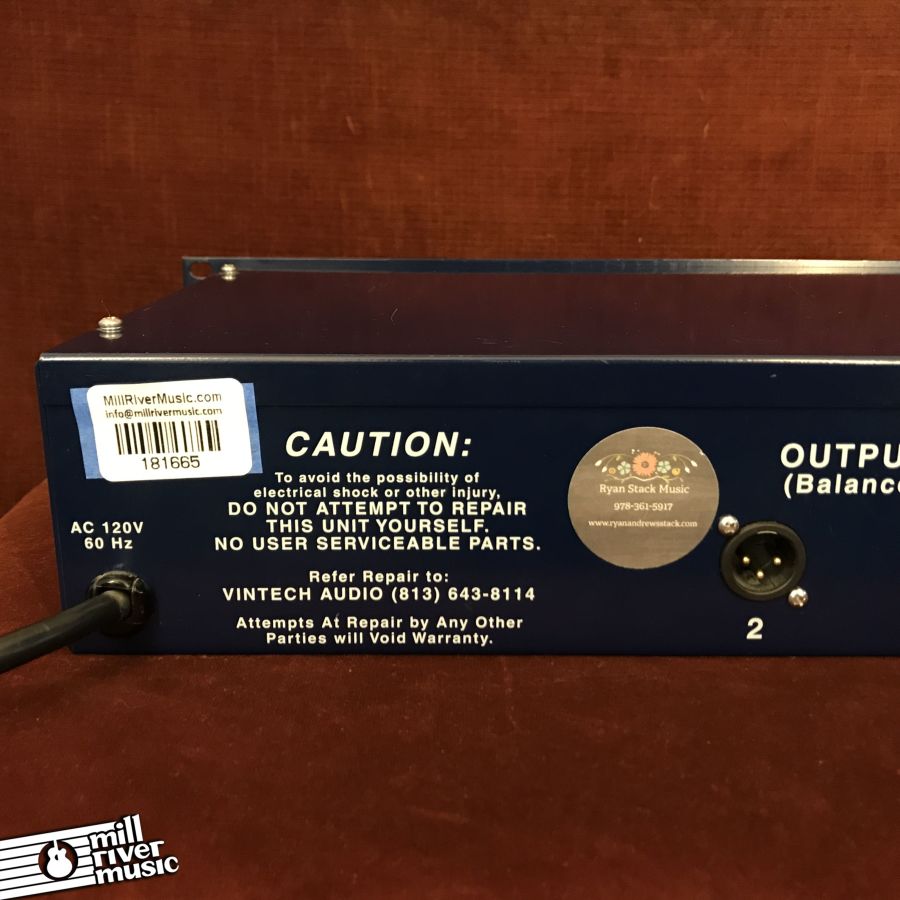 MillRiverMusic.com
info@millrivermusic.com
181665
AC 120V
60 Hz
CAUTION:
To avoid the possibility of
electrical shock or other injury,
DO NOT ATTEMPT TO REPAIR
THIS UNIT YOURSELF.
NO USER SERVICEABLE PARTS.
Refer Repair to:
VINTECH AUDIO (813) 643-8114
Attempts At Repair by Any Other
Parties will Void Warranty.
Ryan Stack Music
978-361-5917
www.ryanandrewsstack.com
OUTPU
(Balance
2
mill
river
music